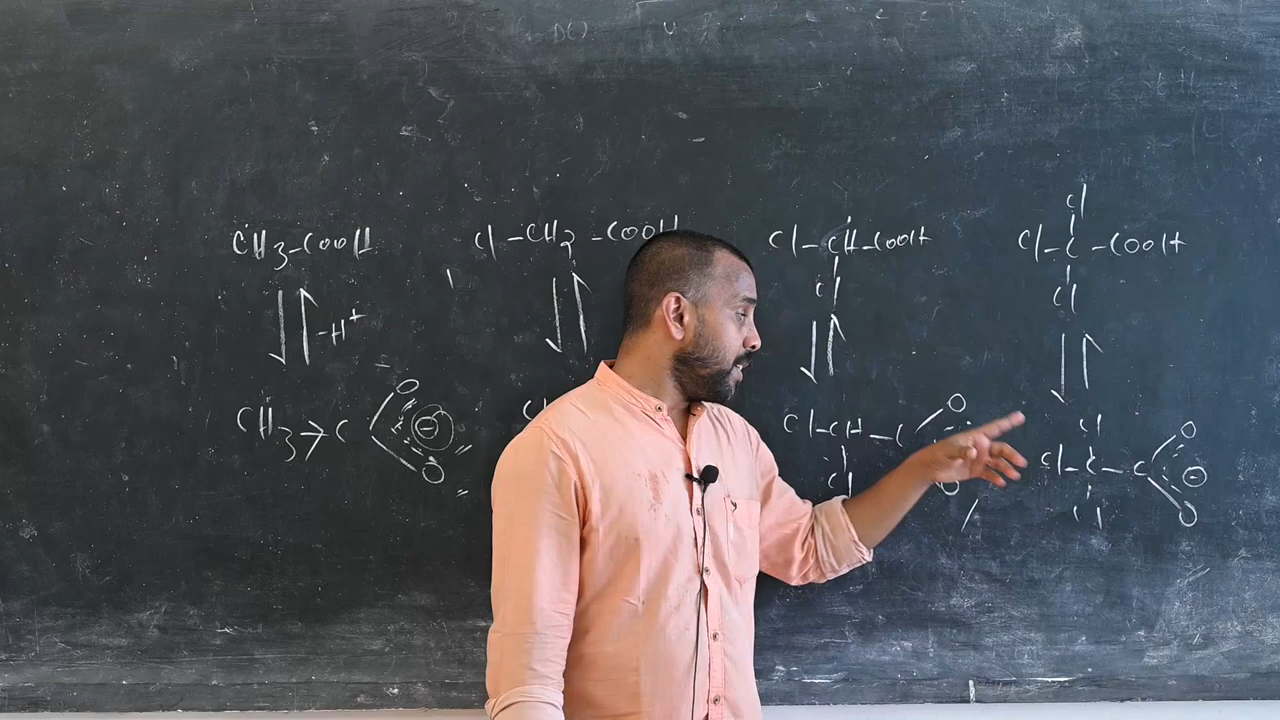 CH3-COOH
Cl-CH2-COOH
Cl-CH-COOH
Cl
Cl
Cl-C-COOH
Cl
-H+
CH3 C
O
-
O
Cl-CH-C
O
O
Cl
Cl
Cl-C-C
O
-
O
Cl